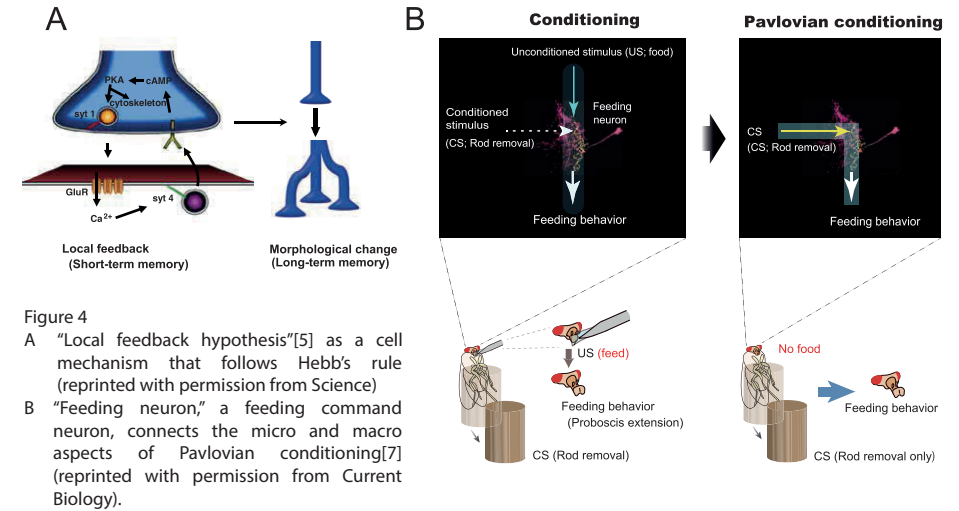 A
PKA
cAMP
cytoskeleton
syt 1
GluR
Ca2+
syt 4
Local feedback
(Short-term memory)
Morphological change
(Long-term memory)
Figure 4
A “Local feedback hypothesis”[5] as a cell
mechanism that follows Hebb’s rule
(reprinted with permission from Science)
B “Feeding neuron,” a feeding command
neuron, connects the micro and macro
aspects of Pavlovian conditioning[7]
(reprinted with permission from Current
Biology).
B
Conditioning
Unconditioned stimulus (US; food)
Conditioned
stimulus
(CS; Rod removal)
Feeding
neuron
Feeding behavior
US (feed)
Feeding behavior
(Proboscis extension)
CS (Rod removal)
Pavlovian conditioning
CS
(CS; Rod removal)
Feeding behavior
No food
Feeding behavior
CS (Rod removal only)